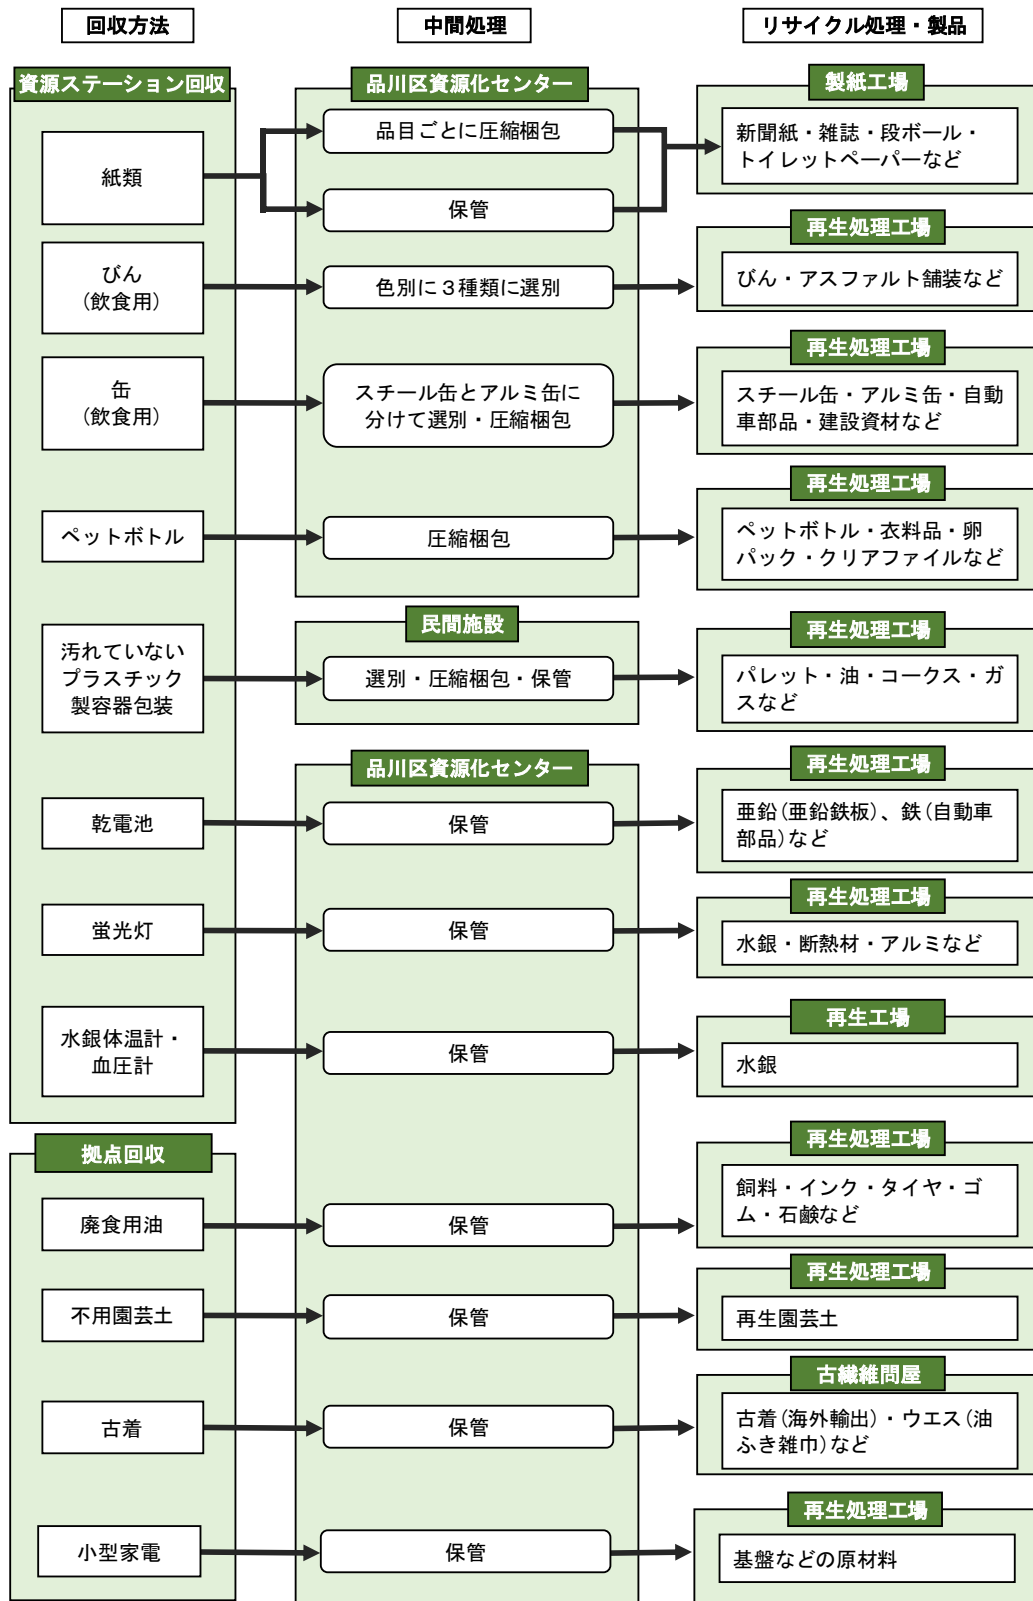 回収方法
中間処理
リサイクル処理・製品
資源ステーション回収
品川区資源化センター
製紙工場
紙類
品目ごとに圧縮梱包
保管
新聞紙・雑誌・段ボール・
トイレットペーパーなど
再生処理工場
びん
(飲食用)
色別に３種類に選別
びん・アスファルト舗装など
再生処理工場
缶
(飲食用)
スチール缶とアルミ缶に
分けて選別・圧縮梱包
スチール缶・アルミ缶・自動
車部品・建設資材など
再生処理工場
ペットボトル
圧縮梱包
ペットボトル・衣料品・卵
パック・クリアファイルなど
民間施設
再生処理工場
汚れていない
プラスチック
製容器包装
選別・圧縮梱包・保管
パレット・油・コークス・ガ
スなど
品川区資源化センター
再生処理工場
乾電池
保管
亜鉛(亜鉛鉄板)、鉄(自動車
部品)など
再生処理工場
蛍光灯
保管
水銀・断熱材・アルミなど
再生工場
水銀体温計・
血圧計
保管
水銀
拠点回収
再生処理工場
廃食用油
保管
飼料・インク・タイヤ・ゴ
ム・石鹸など
再生処理工場
不用園芸土
保管
再生園芸土
古繊維問屋
古着
保管
古着(海外輸出)・ウエス(油
ふき雑巾)など
再生処理工場
小型家電
保管
基盤などの原材料